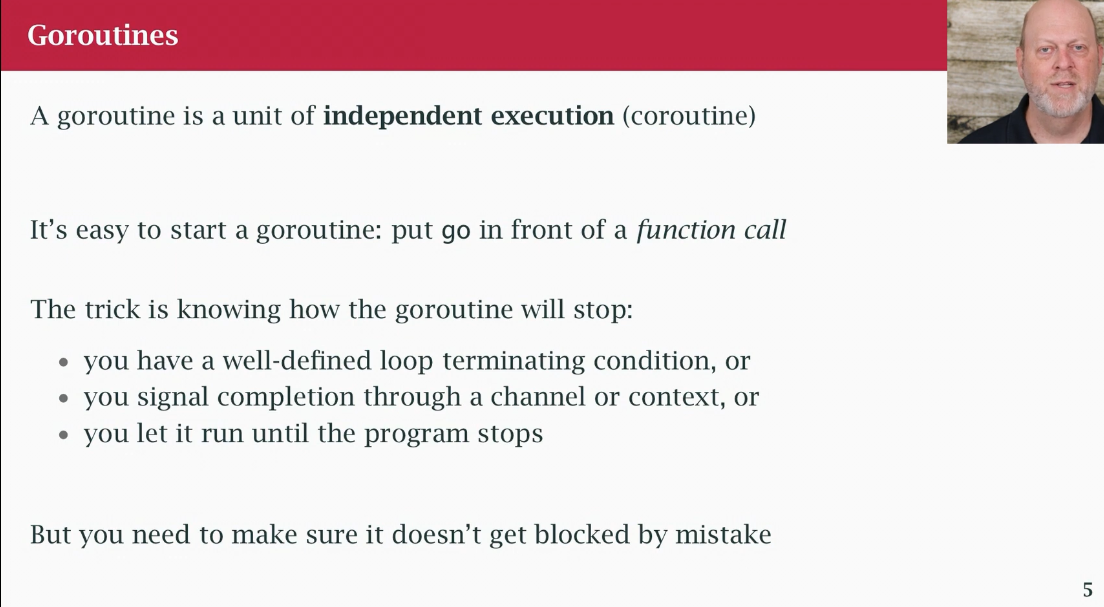 Goroutines
A goroutine is a unit of independent execution (coroutine)
It’s easy to start a goroutine: put go in front of a function call
The trick is knowing how the goroutine will stop:
• you have a well-defined loop terminating condition, or
• you signal completion through a channel or context, or
• you let it run until the program stops
But you need to make sure it doesn’t get blocked by mistake
5